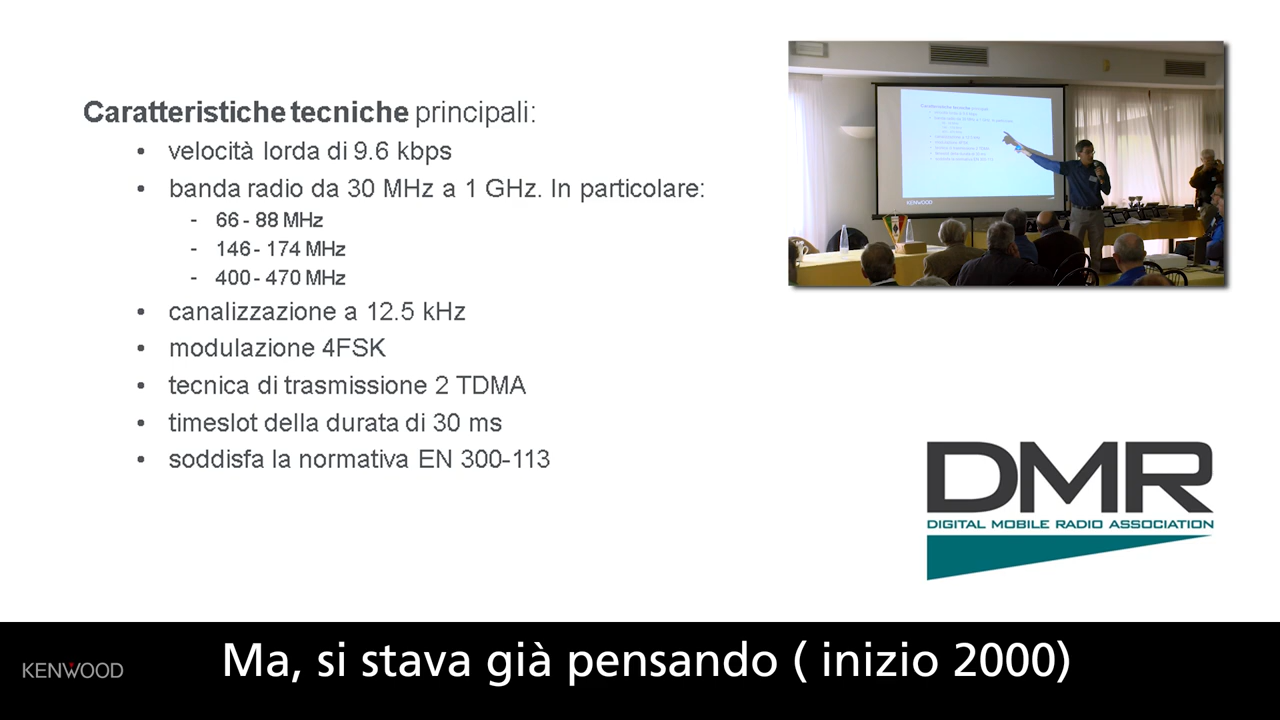 Caratteristiche tecniche principali:
• velocità lorda di 9.6 kbps
• banda radio da 30 MHz a 1 GHz. In particolare:
- 66 - 88 MHz
- 146 - 174 MHz
- 400 - 470 MHz
• canalizzazione a 12.5 kHz
• modulazione 4FSK
• tecnica di trasmissione 2 TDMA
• timeslot della durata di 30 ms
• soddisfa la normativa EN 300-113
KENWOOD
DMR
DIGITAL MOBILE RADIO ASSOCIATION
KENWOOD
Ma, si stava già pensando ( inizio 2000)